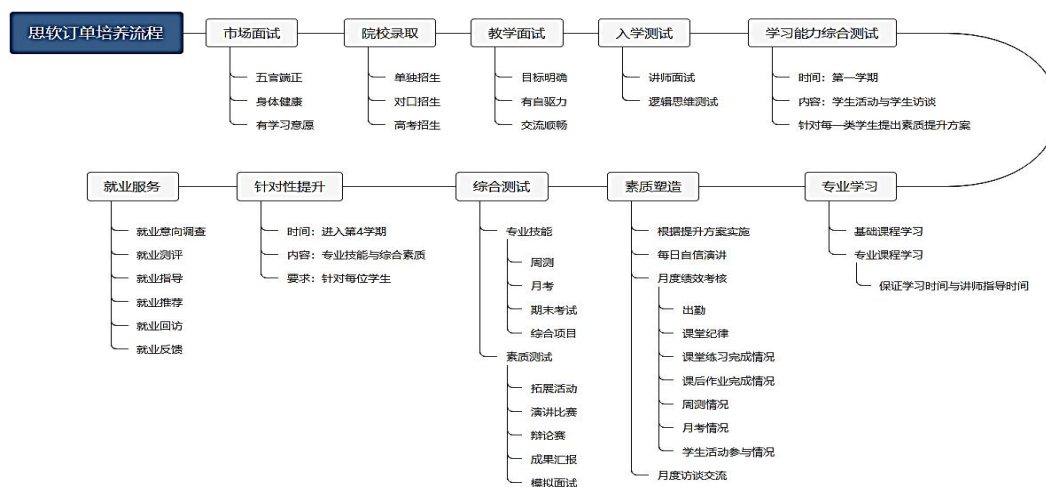 思软订单培养流程
市场面试
五官端正
身体健康
有学习意愿
院校录取
单独招生
对口招生
高考招生
教学面试
目标明确
有自驱力
交流顺畅
入学测试
讲师面试
逻辑思维测试
学习能力综合测试
时间：第一学期
内容：学生活动与学生访谈
针对每一类学生提出素质提升方案
专业学习
基础课程学习
专业课程学习
保证学习时间与讲师指导时间
素质塑造
根据提升方案实施
每日自信演讲
月度绩效考核
出勤
课堂纪律
课堂练习完成情况
课后作业完成情况
周测情况
月考情况
学生活动参与情况
月度访谈交流
综合测试
专业技能
周测
月考
期末考试
综合项目
素质测试
拓展活动
演讲比赛
辩论赛
成果汇报
模拟面试
针对性提升
时间：进入第4学期
内容：专业技能与综合素质
要求：针对每位学生
就业服务
就业意向调查
就业测评
就业指导
就业推荐
就业回访
就业反馈